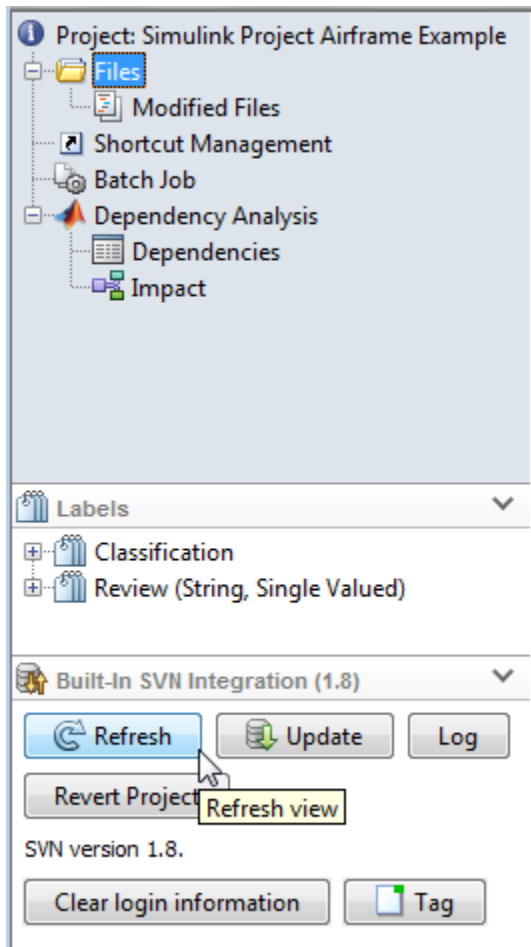 Project: Simulink Project Airframe Example
Files
Modified Files
Shortcut Management
Batch Job
Dependency Analysis
Dependencies
Impact
Labels
Classification
Review (String, Single Valued)
Built-In SVN Integration (1.8)
Refresh Update Log
Revert Project
Refresh view
SVN version 1.8.
Clear login information Tag